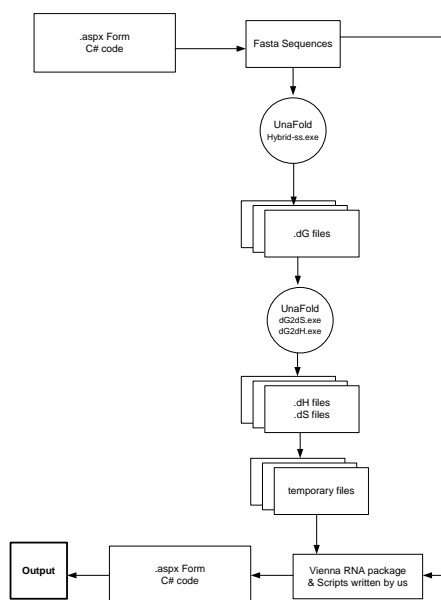 .aspx Form
C# code
Fasta Sequences
UnaFold
Hybrid-ss.exe
.dG files
UnaFold
dG2dS.exe
dG2dH.exe
.dH files
.dS files
temporary files
Output
.aspx Form
C# code
Vienna RNA package
& Scripts written by us